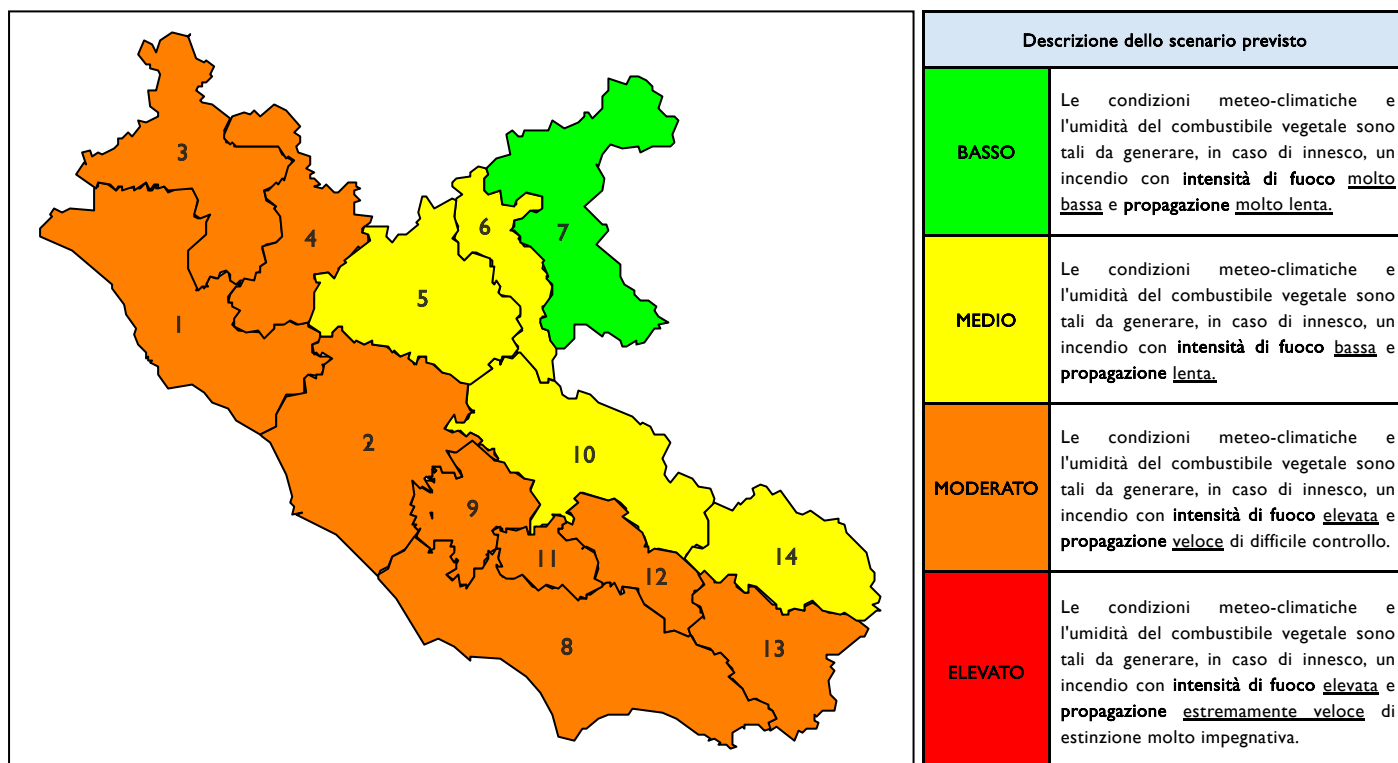 3
4
6
7
5
1
2
10
9
11
12
14
8
13
Descrizione dello scenario previsto
BASSO
Le condizioni meteo-climatiche e
l'umidità del combustibile vegetale sono
tali da generare, in caso di innesco, un
incendio con intensità di fuoco molto
bassa e propagazione molto lenta.
MEDIO
Le condizioni meteo-climatiche e
l'umidità del combustibile vegetale sono
tali da generare, in caso di innesco, un
incendio con intensità di fuoco bassa e
propagazione lenta.
MODERATO
Le condizioni meteo-climatiche e
l'umidità del combustibile vegetale sono
tali da generare, in caso di innesco, un
incendio con intensità di fuoco elevata e
propagazione veloce di difficile controllo.
ELEVATO
Le condizioni meteo-climatiche e
l'umidità del combustibile vegetale sono
tali da generare, in caso di innesco, un
incendio con intensità di fuoco elevata e
propagazione estremamente veloce di
estinzione molto impegnativa.